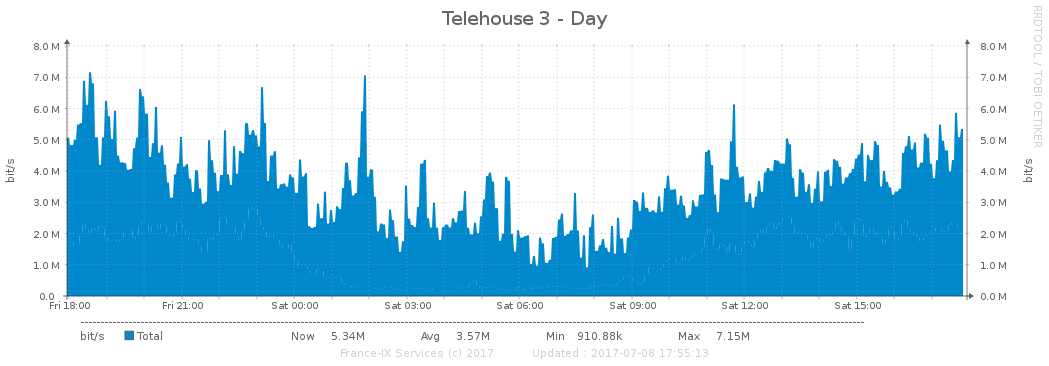 Telehouse 3 - Day
RRDTOOL / TOBI OETIKER
8.0 M 8.0 M
7.0 M 7.0 M
6.0 M 6.0 M
5.0 M 5.0 M
4.0 M 4.0 M
3.0 M 3.0 M
2.0 M 2.0 M
1.0 M 1.0 M
0.0 0.0 M
bit/s bit/s
Fri 18:00 Fri 21:00 Sat 00:00 Sat 03:00 Sat 06:00 Sat 09:00 Sat 12:00 Sat 15:00
bit/s Total Now 5.34M Avg 3.57M Min 910.88k Max 7.15M
France-IX Services (c) 2017 Updated : 2017-07-08 17:55:13